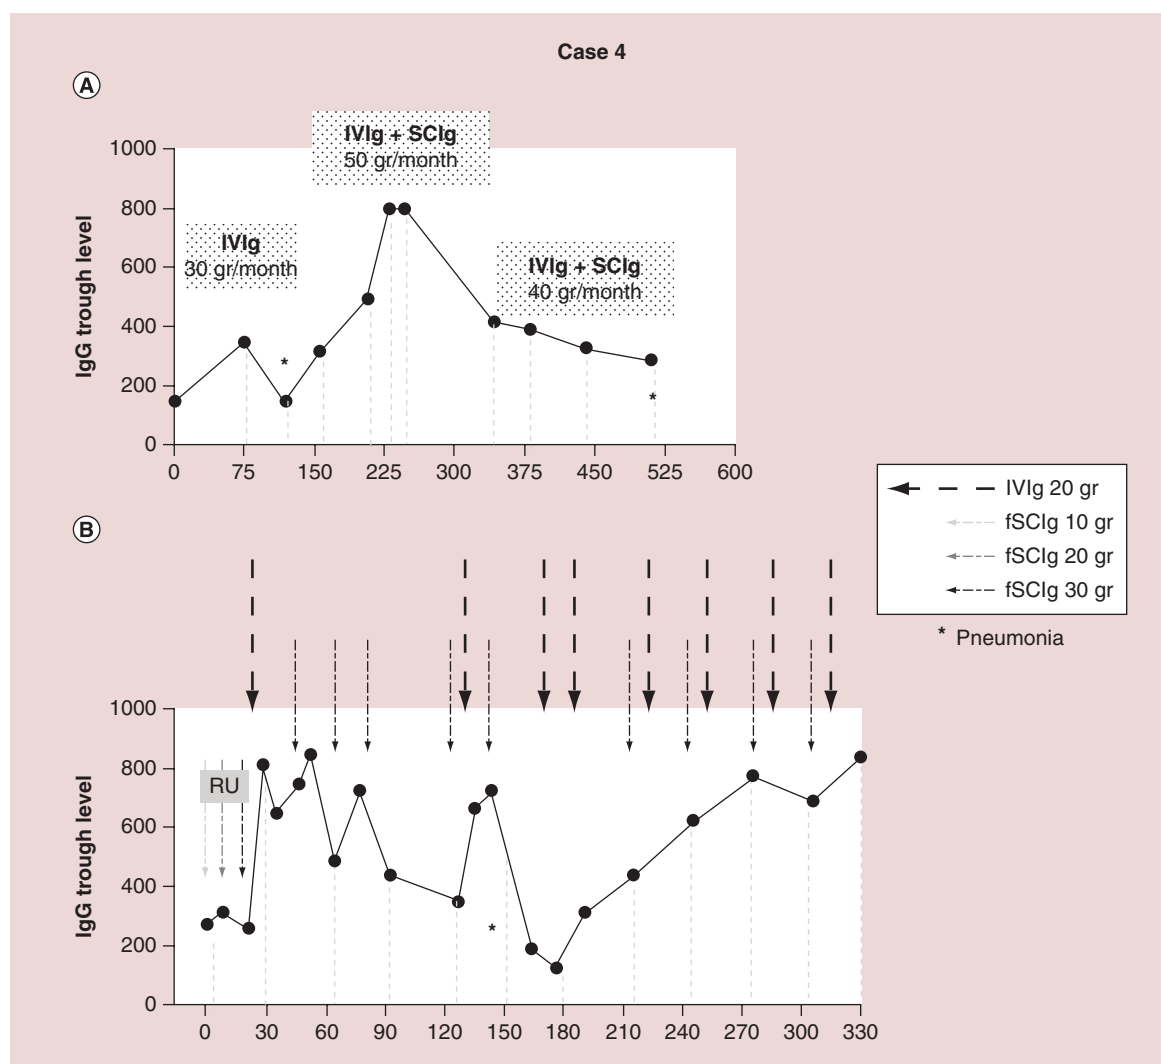 Case 4
A
IVIg + SCIg
50 gr/month
IVIg
30 gr/month
IVIg + SCIg
40 gr/month
IgG trough level
1000
800
600
400
200
0
*
*
0 75 150 225 300 375 450 525 600
IVIg 20 gr
fSCIg 10 gr
fSCIg 20 gr
fSCIg 30 gr
* Pneumonia
B
RU
IgG trough level
1000
800
600
400
200
0
*
0 30 60 90 120 150 180 210 240 270 300 330